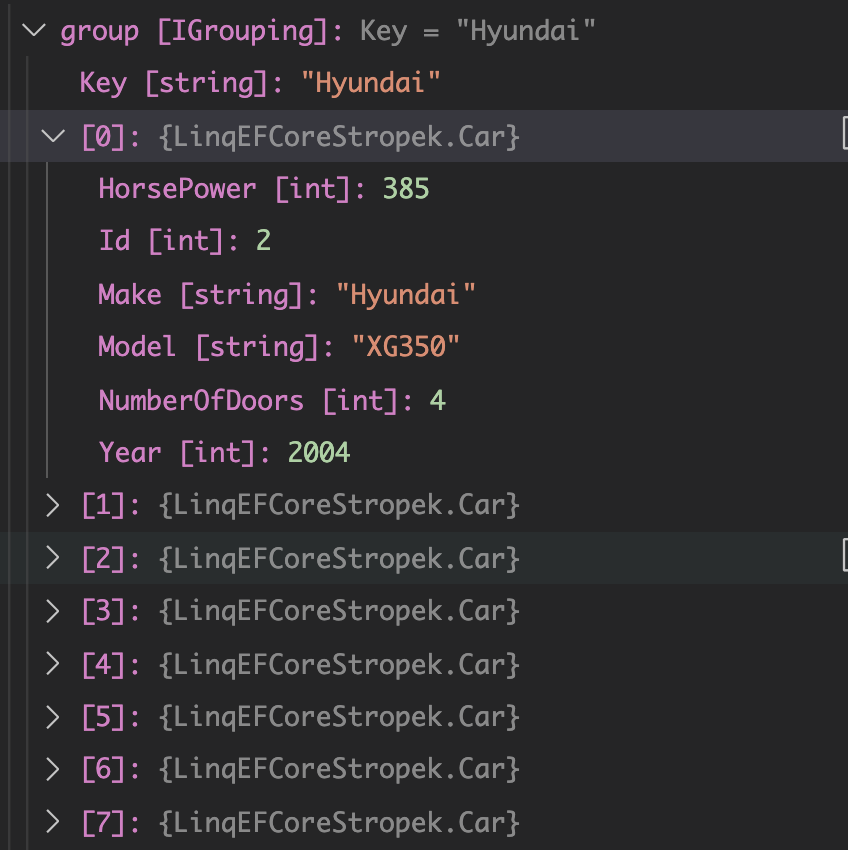 group [IGrouping]: Key = "Hyundai"
Key [string]: "Hyundai"
[0]: {LinqEFCoreStropek.Car}
HorsePower [int]: 385
Id [int]: 2
Make [string]: "Hyundai"
Model [string]: "XG350"
NumberOfDoors [int]: 4
Year [int]: 2004
[1]: {LinqEFCoreStropek.Car}
[2]: {LinqEFCoreStropek.Car}
[3]: {LinqEFCoreStropek.Car}
[4]: {LinqEFCoreStropek.Car}
[5]: {LinqEFCoreStropek.Car}
[6]: {LinqEFCoreStropek.Car}
[7]: {LinqEFCoreStropek.Car}